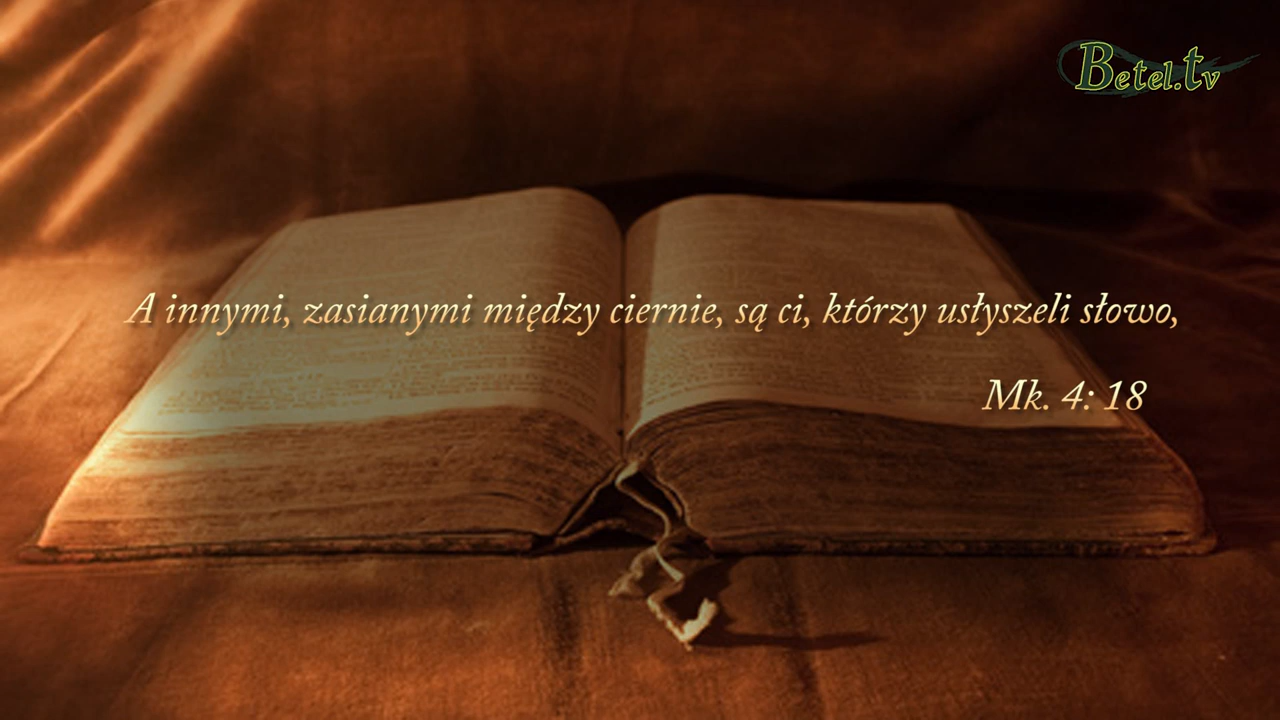 Betel.tv
A innymi, zasianymi między ciernie, są ci, którzy usłyszeli słowo,
Mk. 4: 18